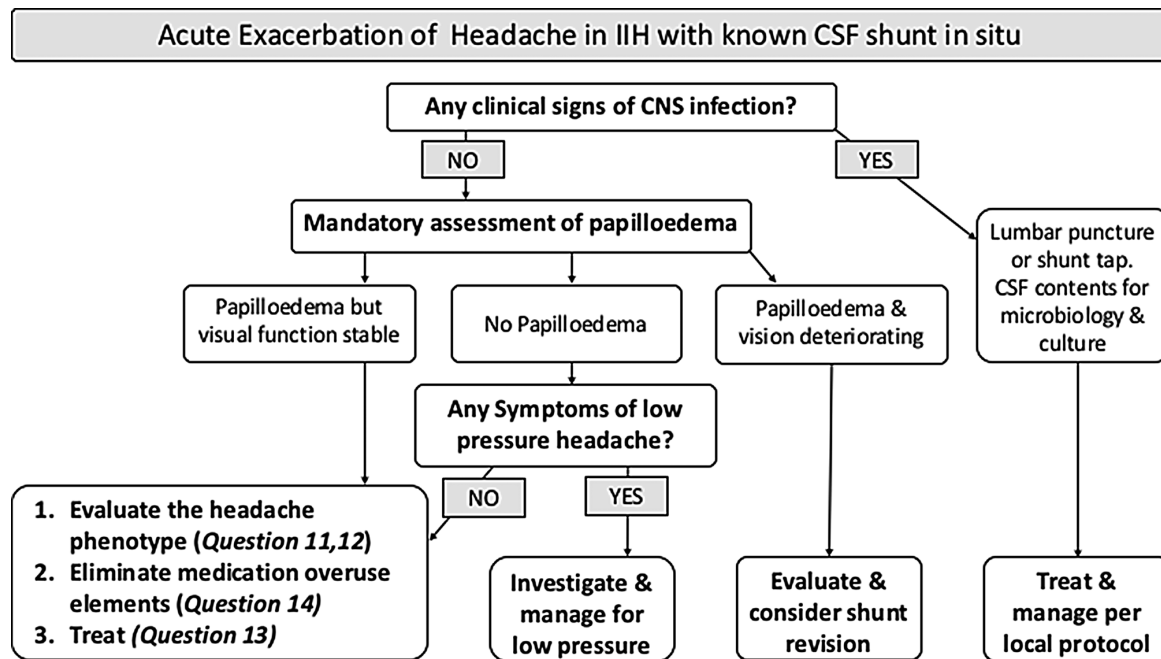 Acute Exacerbation of Headache in IIH with known CSF shunt in situ
Any clinical signs of CNS infection?
NO
YES
Mandatory assessment of papilloedema
Lumbar puncture
or shunt tap.
CSF contents for
microbiology &
culture
Papilloedema but
visual function stable
No Papilloedema
Papilloedema &
vision deteriorating
Any Symptoms of low
pressure headache?
NO
YES
1. Evaluate the headache
phenotype (Question 11,12)
2. Eliminate medication overuse
elements (Question 14)
3. Treat (Question 13)
Investigate &
manage for
low pressure
Evaluate &
consider shunt
revision
Treat &
manage per
local protocol